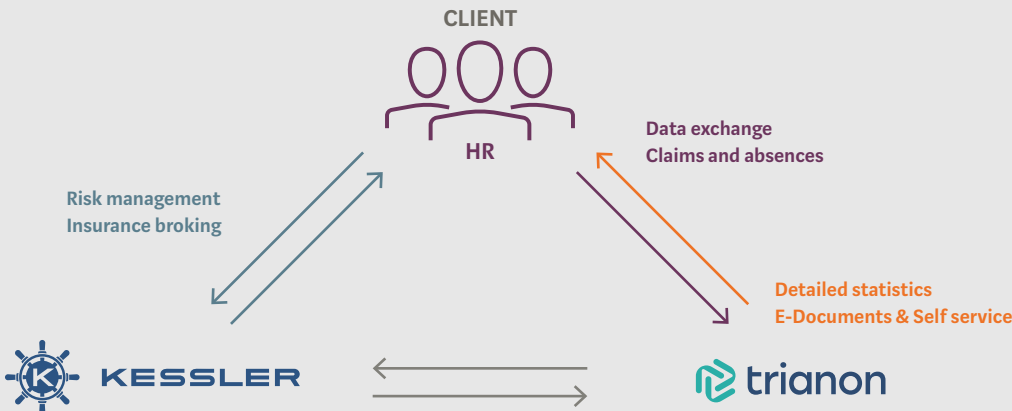 CLIENT
HR
Data exchange
Claims and absences
Risk management
Insurance broking
Detailed statistics
E-Documents & Self service
K KESSLER
trianon